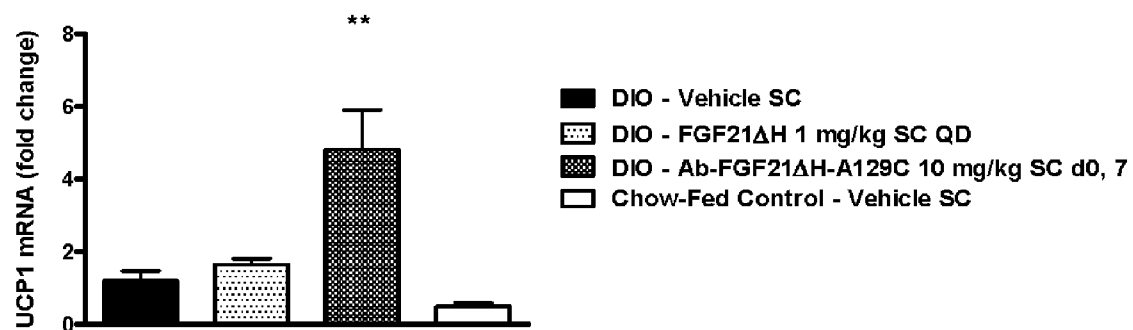 **
UCP1 mRNA (fold change)
8
6
4
2
0
DIO - Vehicle SC
DIO - FGF21ΔH 1 mg/kg SC QD
DIO - Ab-FGF21ΔH-A129C 10 mg/kg SC d0, 7
Chow-Fed Control - Vehicle SC